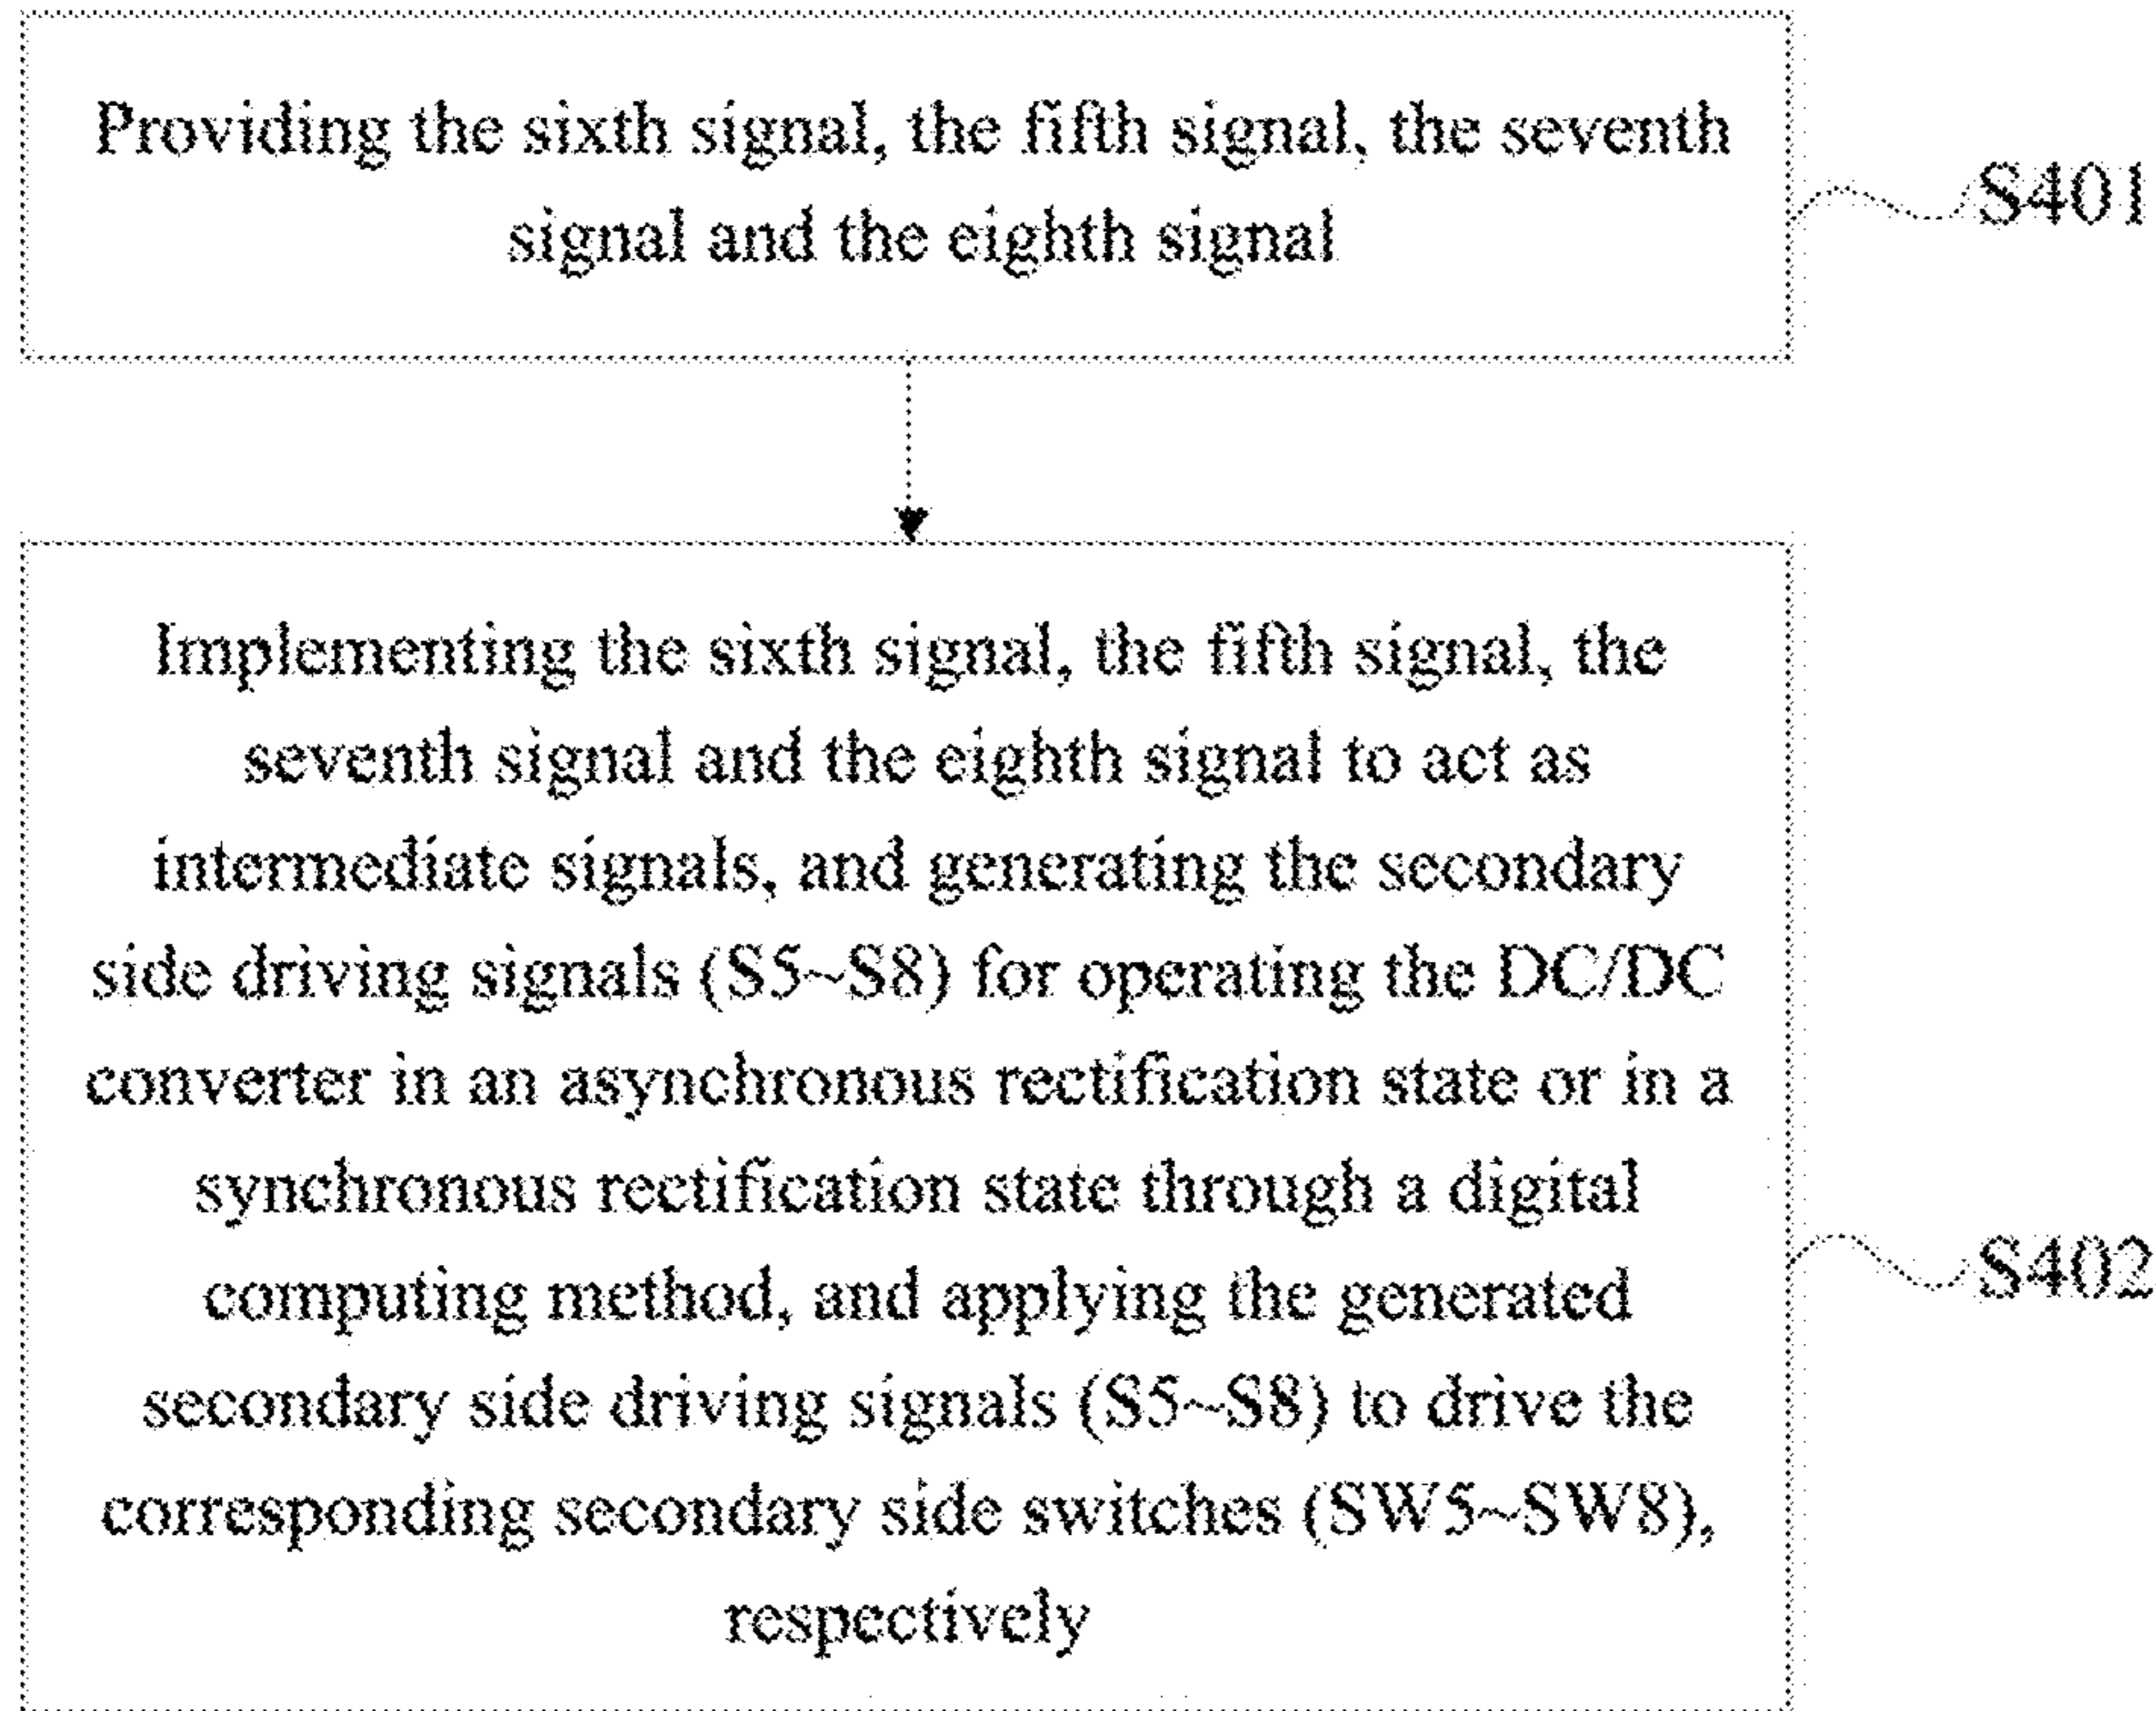 Providing the sixth signal, the fifth signal, the seventh
signal and the eighth signal
S401
Implementing the sixth signal, the fifth signal, the
seventh signal and the eighth signal to act as
intermediate signals, and generating the secondary
side driving signals (S5~S8) for operating the DC/DC
converter in an asynchronous rectification state or in a
synchronous rectification state through a digital
computing method, and applying the generated
secondary side driving signals (S5~S8) to drive the
corresponding secondary side switches (SW5~SW8),
respectively
S402